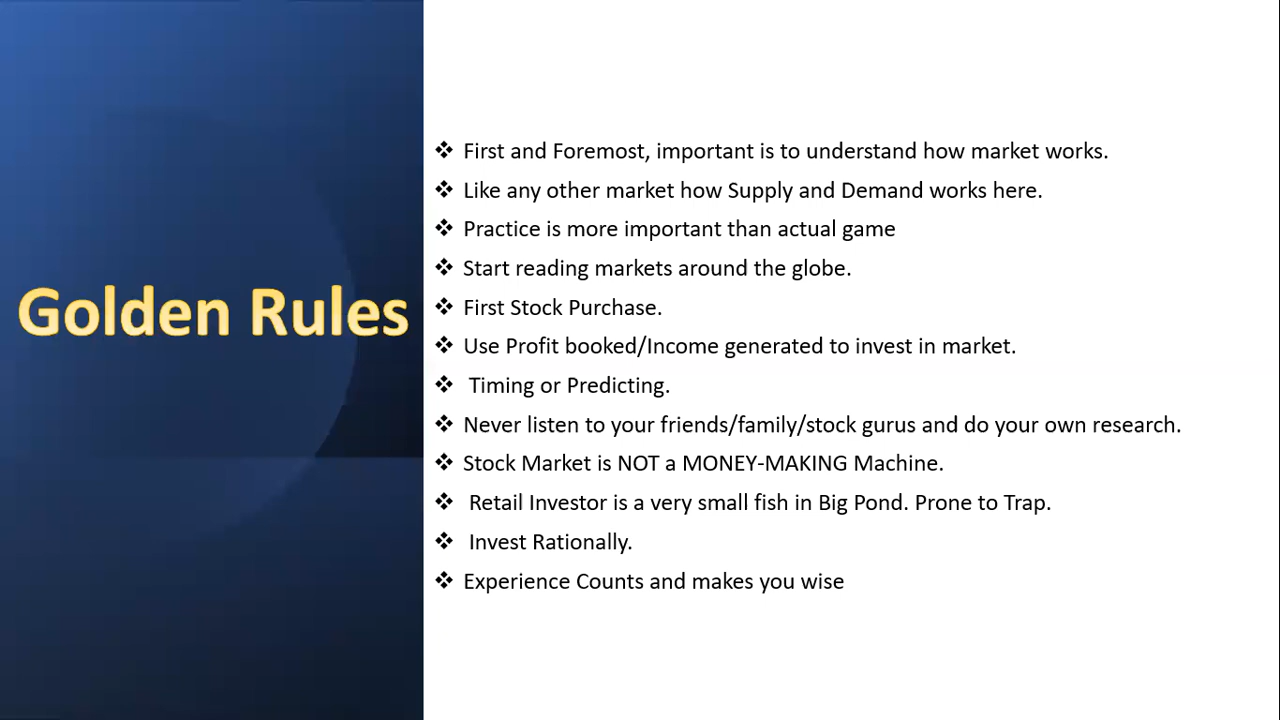 Golden Rules
❖ First and Foremost, important is to understand how market works.
❖ Like any other market how Supply and Demand works here.
❖ Practice is more important than actual game
❖ Start reading markets around the globe.
❖ First Stock Purchase.
❖ Use Profit booked/Income generated to invest in market.
❖ Timing or Predicting.
❖ Never listen to your friends/family/stock gurus and do your own research.
❖ Stock Market is NOT a MONEY-MAKING Machine.
❖ Retail Investor is a very small fish in Big Pond. Prone to Trap.
❖ Invest Rationally.
❖ Experience Counts and makes you wise